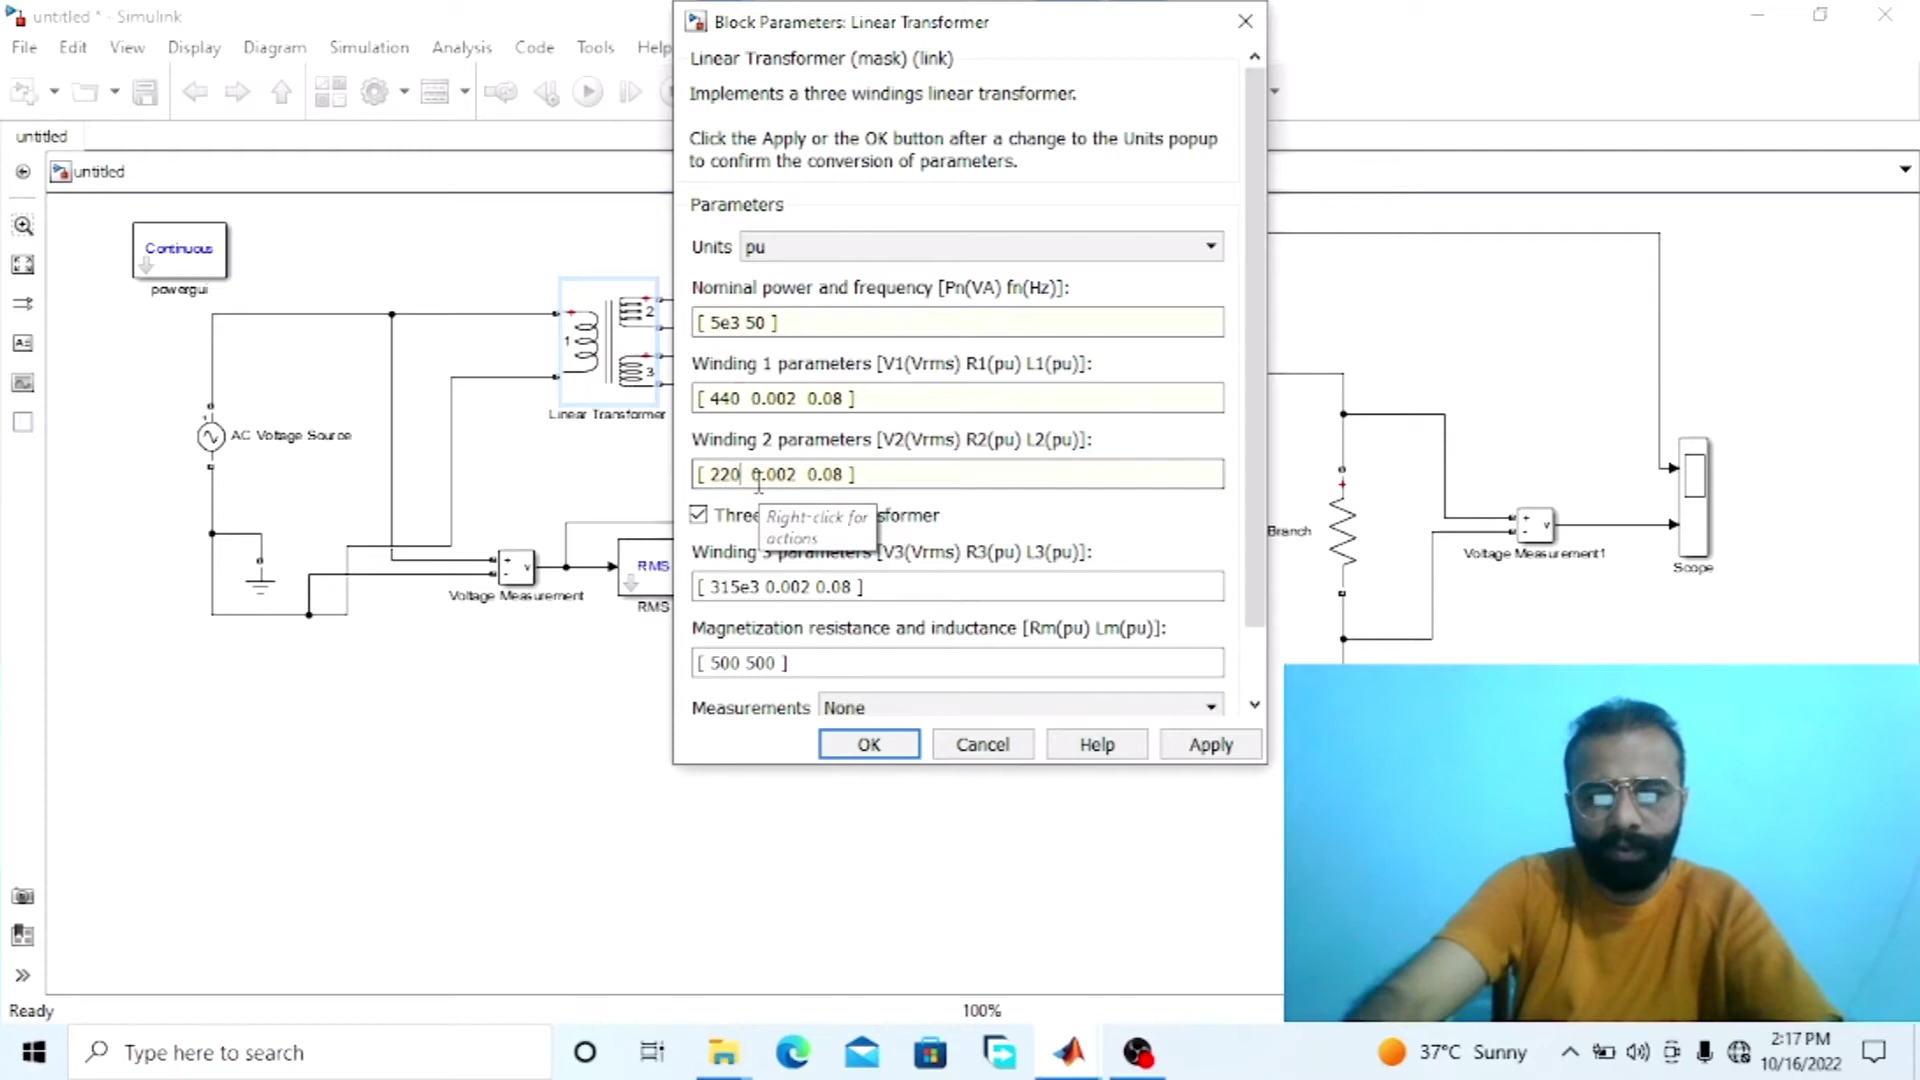 untitled * - Simulink
File Edit View Display Diagram Simulation Analysis Code Tools Help
untitled
untitled
Continuous
powergui
1
2
3
Linear Transformer
AC Voltage Source
+
-
v
Voltage Measurement
RMS
RMS
Block Parameters: Linear Transformer
Linear Transformer (mask) (link)
Implements a three windings linear transformer.
Click the Apply or the OK button after a change to the Units popup
to confirm the conversion of parameters.
Parameters
Units pu
Nominal power and frequency [Pn(VA) fn(Hz)]:
[ 5e3 50 ]
Winding 1 parameters [V1(Vrms) R1(pu) L1(pu)]:
[ 440 0.002 0.08 ]
Winding 2 parameters [V2(Vrms) R2(pu) L2(pu)]:
[ 220 0.002 0.08 ]
Three sformer
Right-click for
actions
Winding 3 parameters [V3(Vrms) R3(pu) L3(pu)]:
[ 315e3 0.002 0.08 ]
Magnetization resistance and inductance [Rm(pu) Lm(pu)]:
[ 500 500 ]
Measurements None
OK Cancel Help Apply
Branch
+
-
v
Voltage Measurement1
Scope
Ready 100%
Type here to search
37°C Sunny
2:17 PM
10/16/2022